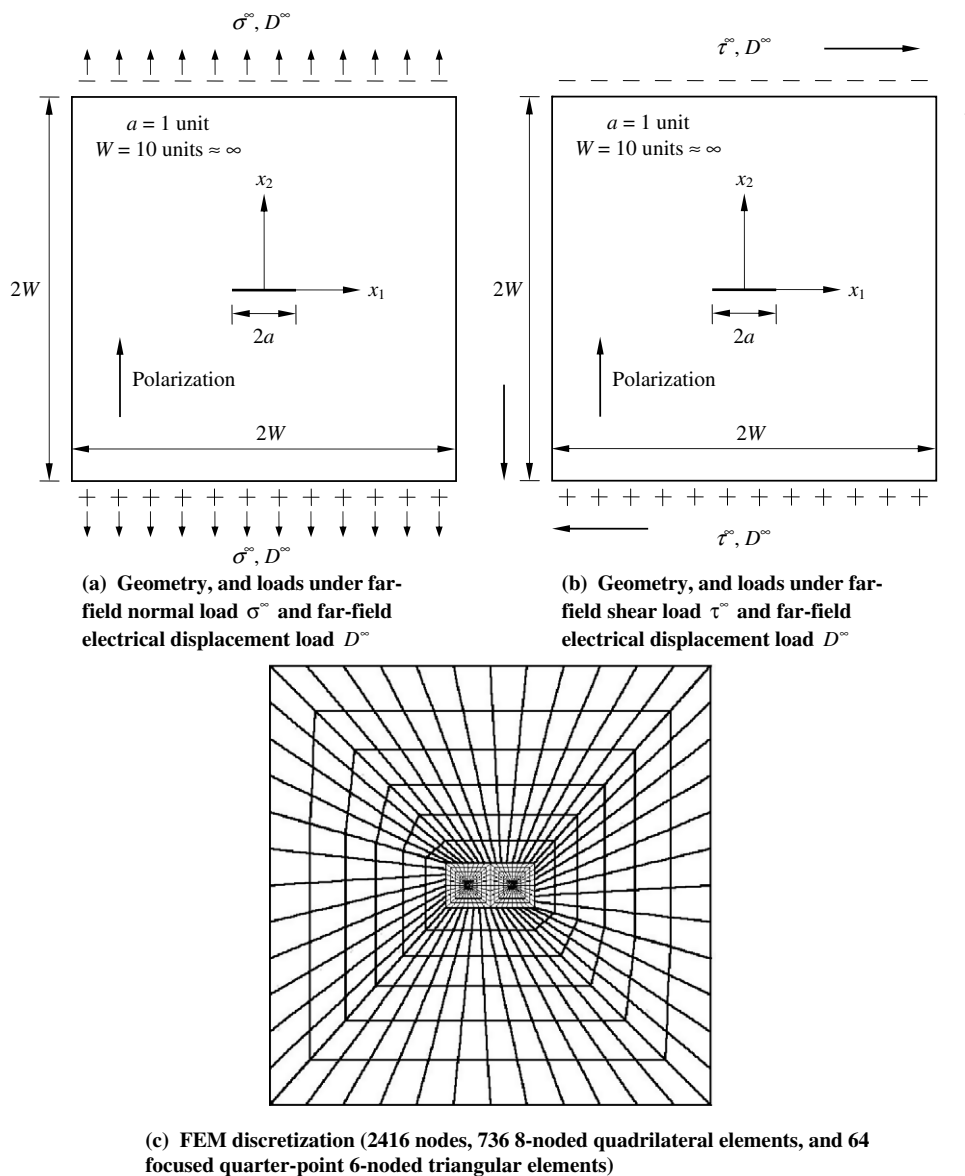 σ∞, D∞
a = 1 unit
W = 10 units ≈ ∞
x2
2W
x1
2a
Polarization
2W
σ∞, D∞
(a) Geometry, and loads under far-
field normal load σ∞ and far-field
electrical displacement load D∞
τ∞, D∞
a = 1 unit
W = 10 units ≈ ∞
x2
2W
x1
2a
Polarization
2W
τ∞, D∞
(b) Geometry, and loads under far-
field shear load τ∞ and far-field
electrical displacement load D∞
(c) FEM discretization (2416 nodes, 736 8-noded quadrilateral elements, and 64
focused quarter-point 6-noded triangular elements)